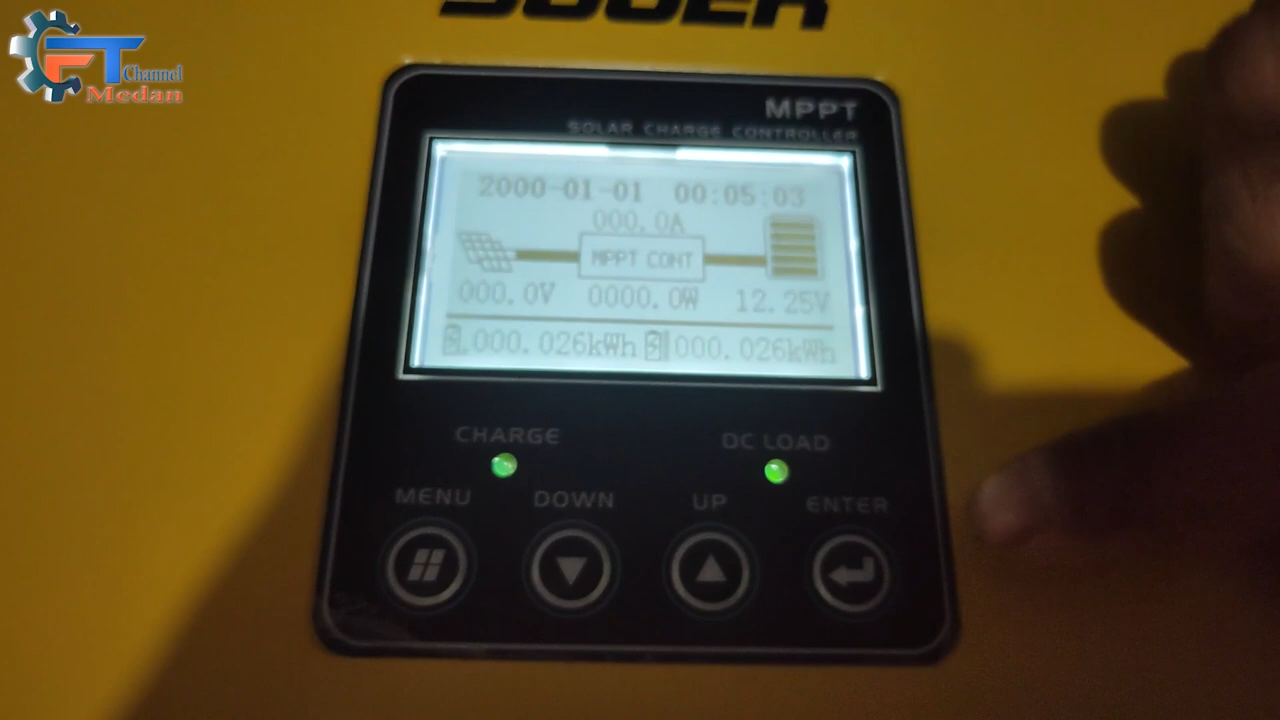 FT Channel
Medan
MPPT
SOLAR CHARGE CONTROLLER
2000-01-01 00:05:03
000.0A
MPPT CONT
000.0V 0000.0W 12.25V
000.026kWh 000.026kWh
CHARGE DC LOAD
MENU DOWN UP ENTER